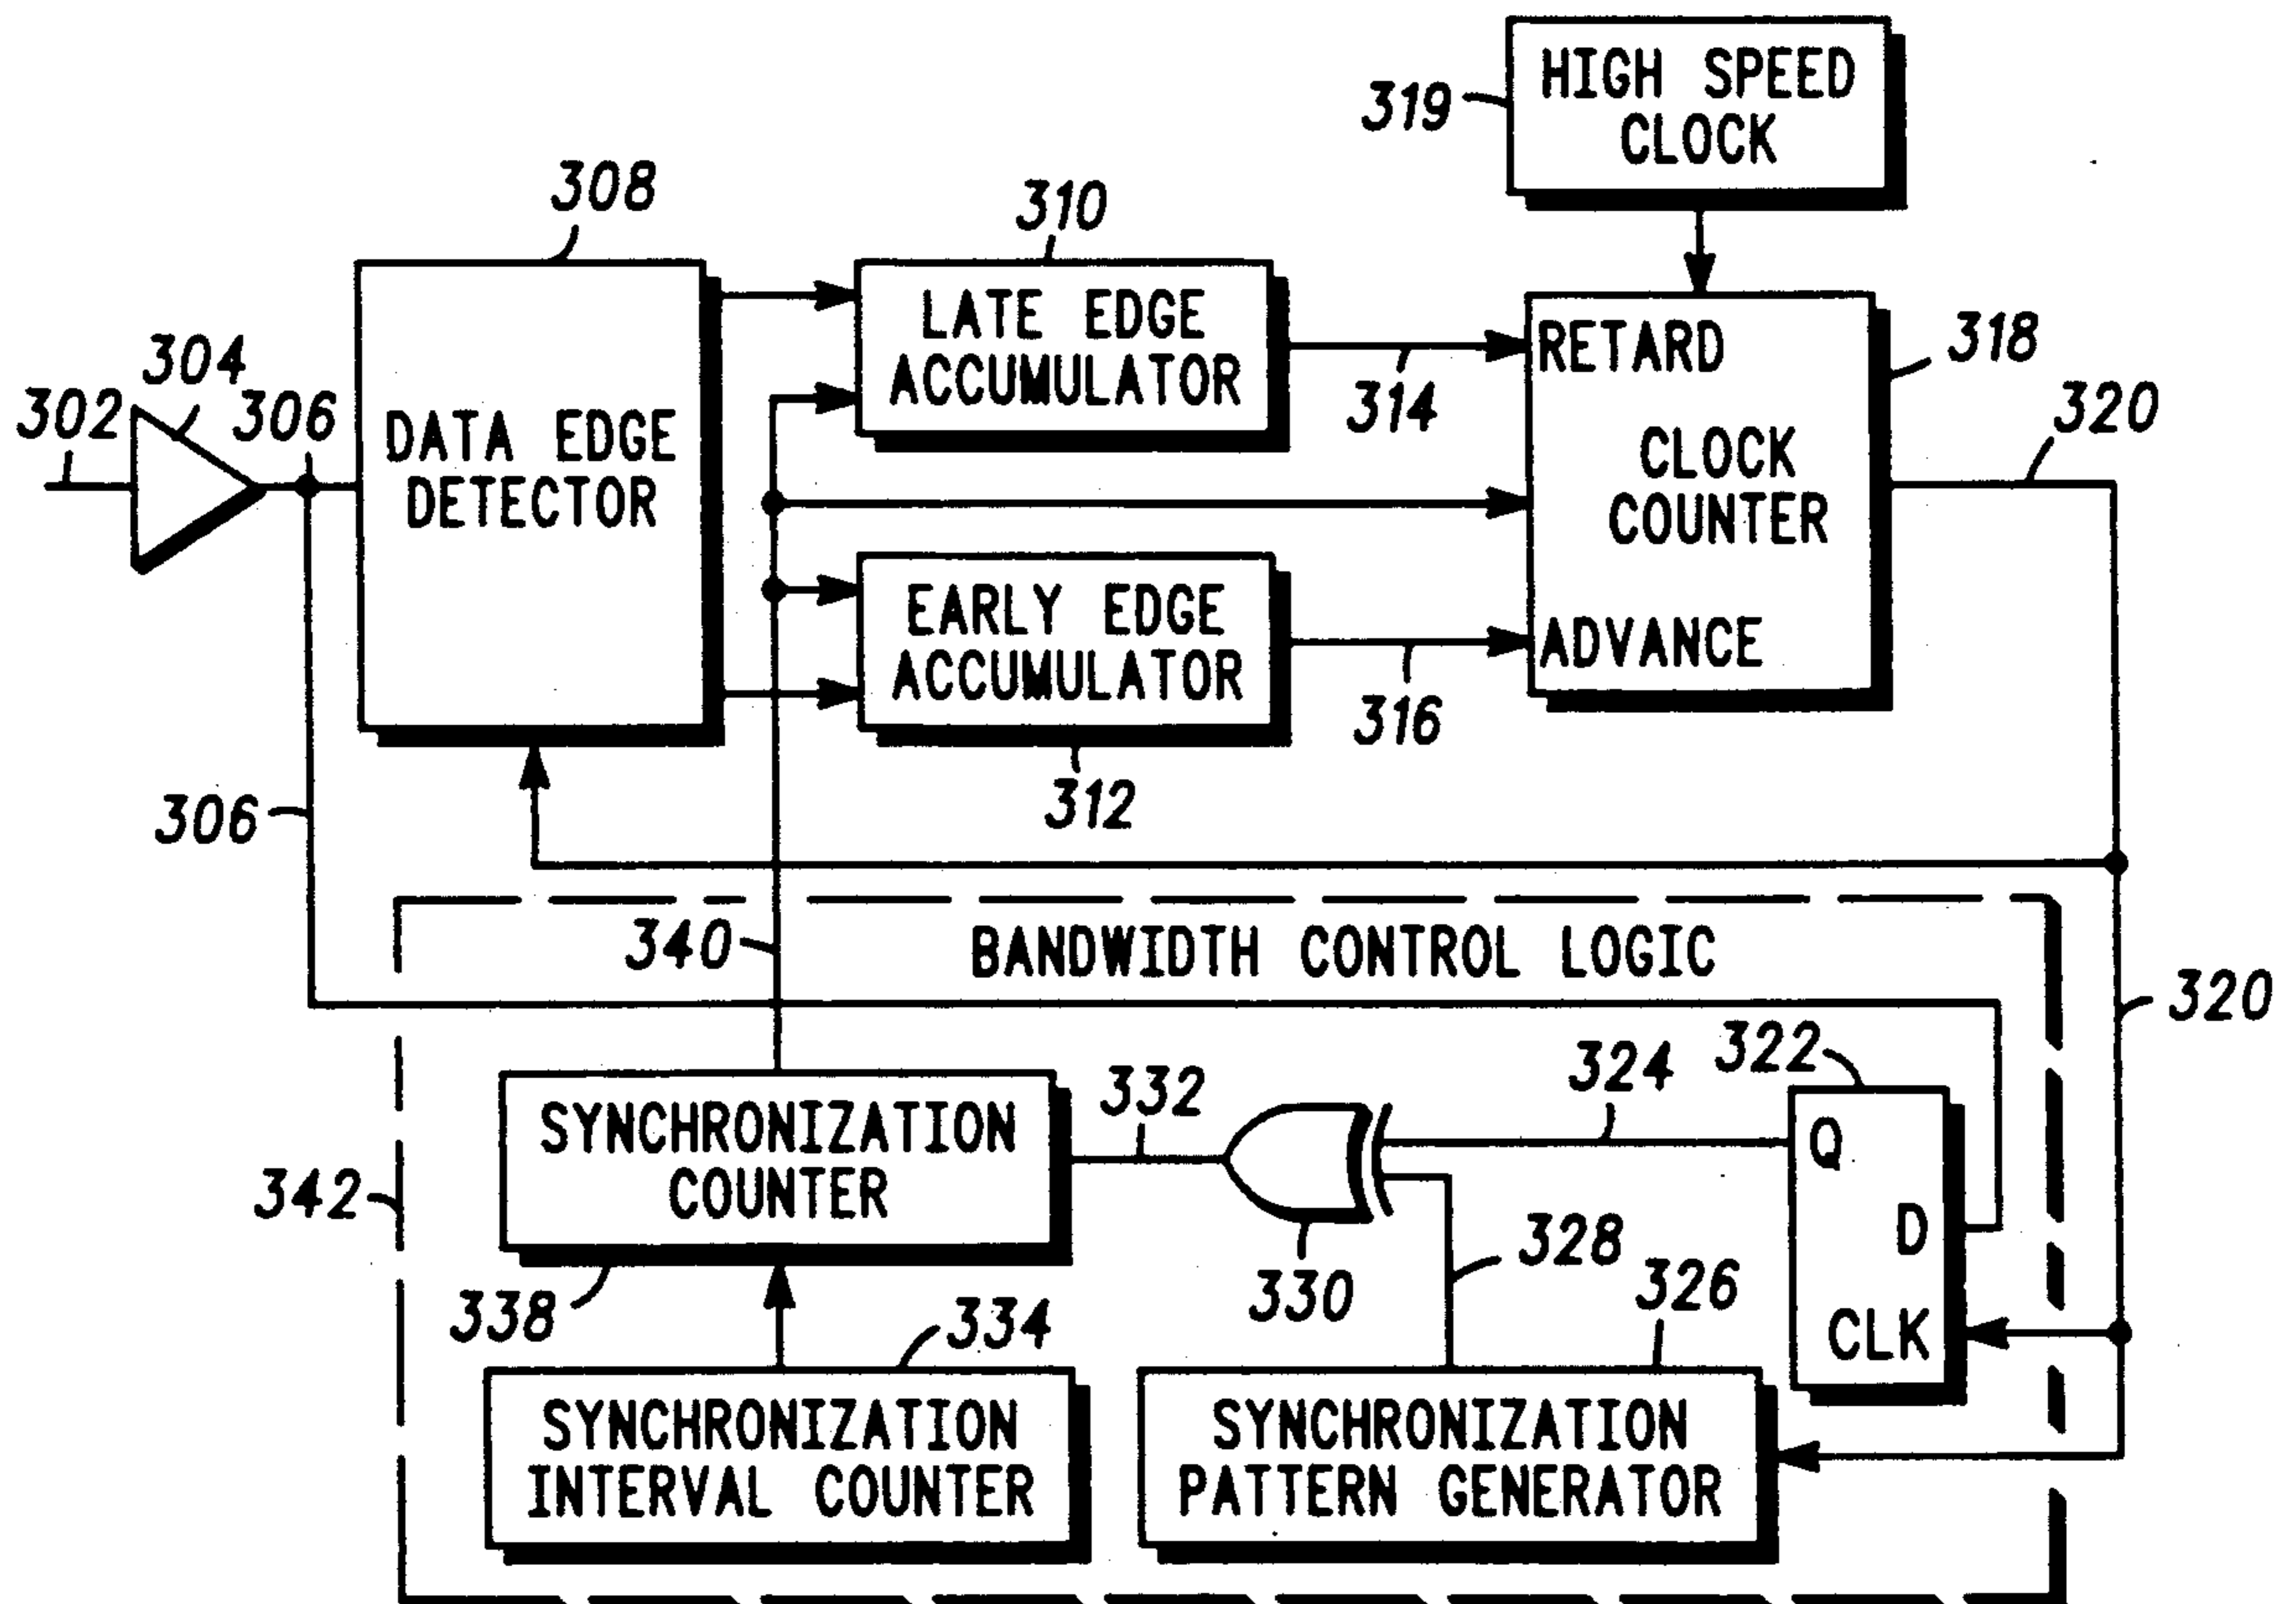 HIGH SPEED
CLOCK
319
308
310
LATE EDGE
ACCUMULATOR
RETARD
318
304
302
306
314
320
DATA EDGE
DETECTOR
CLOCK
COUNTER
EARLY EDGE
ACCUMULATOR
ADVANCE
316
312
306
340
BANDWIDTH CONTROL LOGIC
320
322
324
332
SYNCHRONIZATION
COUNTER
Q
D
CLK
342
328
330
326
338
334
SYNCHRONIZATION
INTERVAL COUNTER
SYNCHRONIZATION
PATTERN GENERATOR